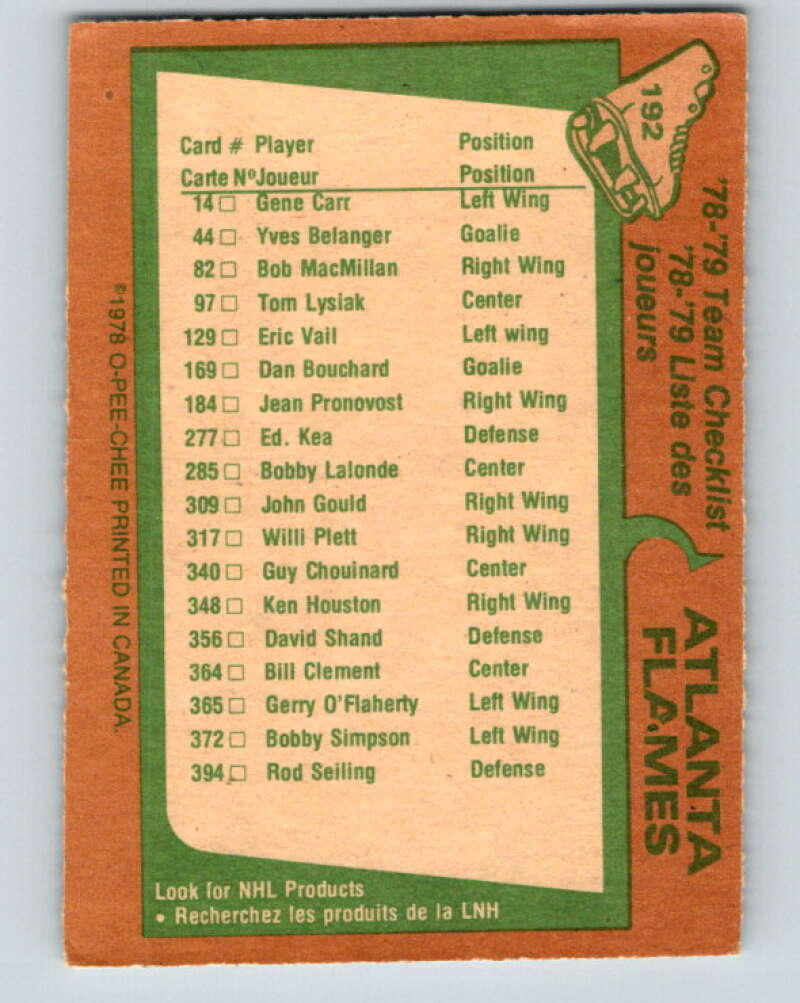 192
'78-'79 Team Checklist
'78-'79 Liste des
joueurs
ATLANTA
FLAMES
Card # Player Position
Carte Nº Joueur Position
14 □ Gene Carr Left Wing
44 □ Yves Belanger Goalie
82 □ Bob MacMillan Right Wing
97 □ Tom Lysiak Center
129 □ Eric Vail Left wing
169 □ Dan Bouchard Goalie
184 □ Jean Pronovost Right Wing
277 □ Ed. Kea Defense
285 □ Bobby Lalonde Center
309 □ John Gould Right Wing
317 □ Willi Plett Right Wing
340 □ Guy Chouinard Center
348 □ Ken Houston Right Wing
356 □ David Shand Defense
364 □ Bill Clement Center
365 □ Gerry O'Flaherty Left Wing
372 □ Bobby Simpson Left Wing
394 □ Rod Seiling Defense
Look for NHL Products
• Recherchez les produits de la LNH
©1978 O-PEE-CHEE PRINTED IN CANADA.